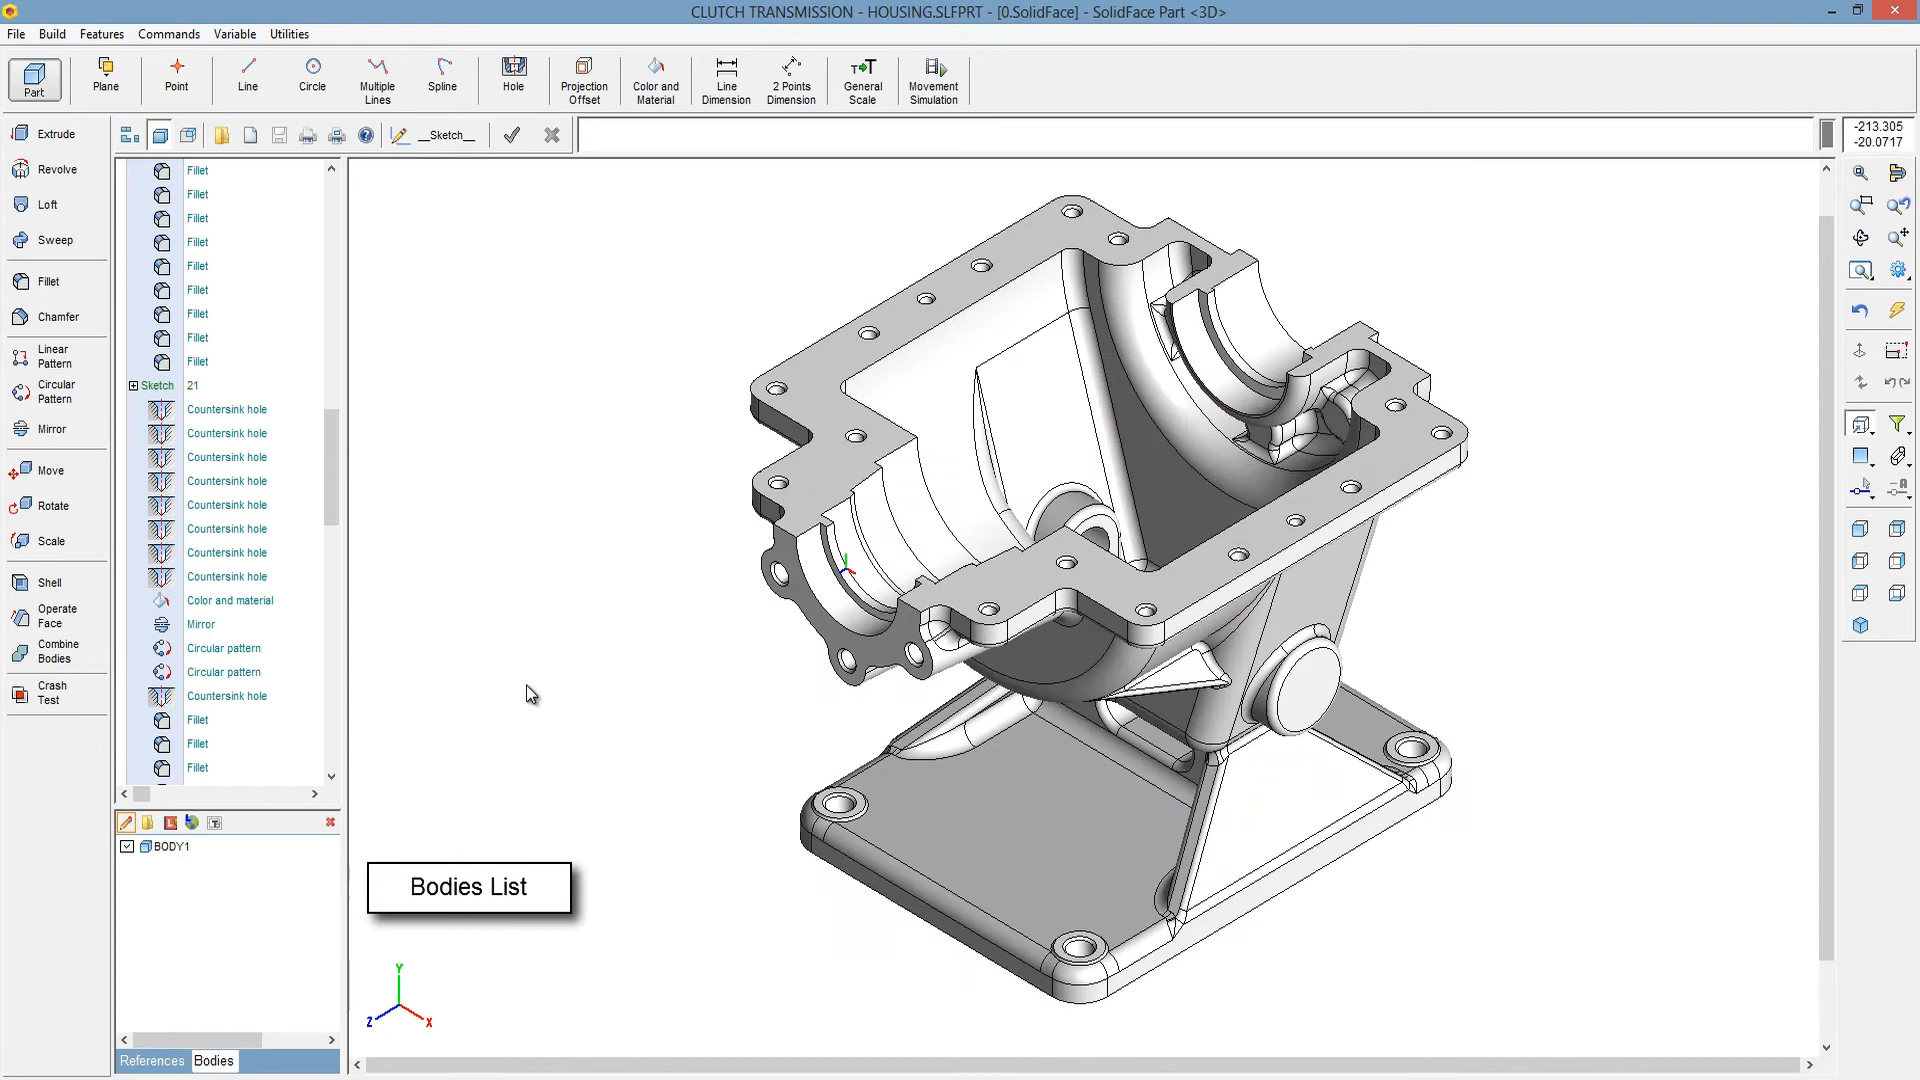 CLUTCH TRANSMISSION - HOUSING.SLFPRT - [0.SolidFace] - SolidFace Part <3D>
File Build Features Commands Variable Utilities
Part
Plane
Point
Line
Circle
Multiple
Lines
Spline
Hole
Projection
Offset
Color and
Material
Line
Dimension
2 Points
Dimension
General
Scale
Movement
Simulation
Extrude
Revolve
Loft
Sweep
Fillet
Chamfer
Linear
Pattern
Circular
Pattern
Mirror
Move
Rotate
Scale
Shell
Operate
Face
Combine
Bodies
Crash
Test
__Sketch__
-213.305
-20.0717
Fillet
Fillet
Fillet
Fillet
Fillet
Fillet
Fillet
Fillet
Fillet
Sketch 21
Countersink hole
Countersink hole
Countersink hole
Countersink hole
Countersink hole
Countersink hole
Countersink hole
Countersink hole
Color and material
Mirror
Circular pattern
Circular pattern
Countersink hole
Fillet
Fillet
Fillet
BODY1
References Bodies
Bodies List
Y
Z
X